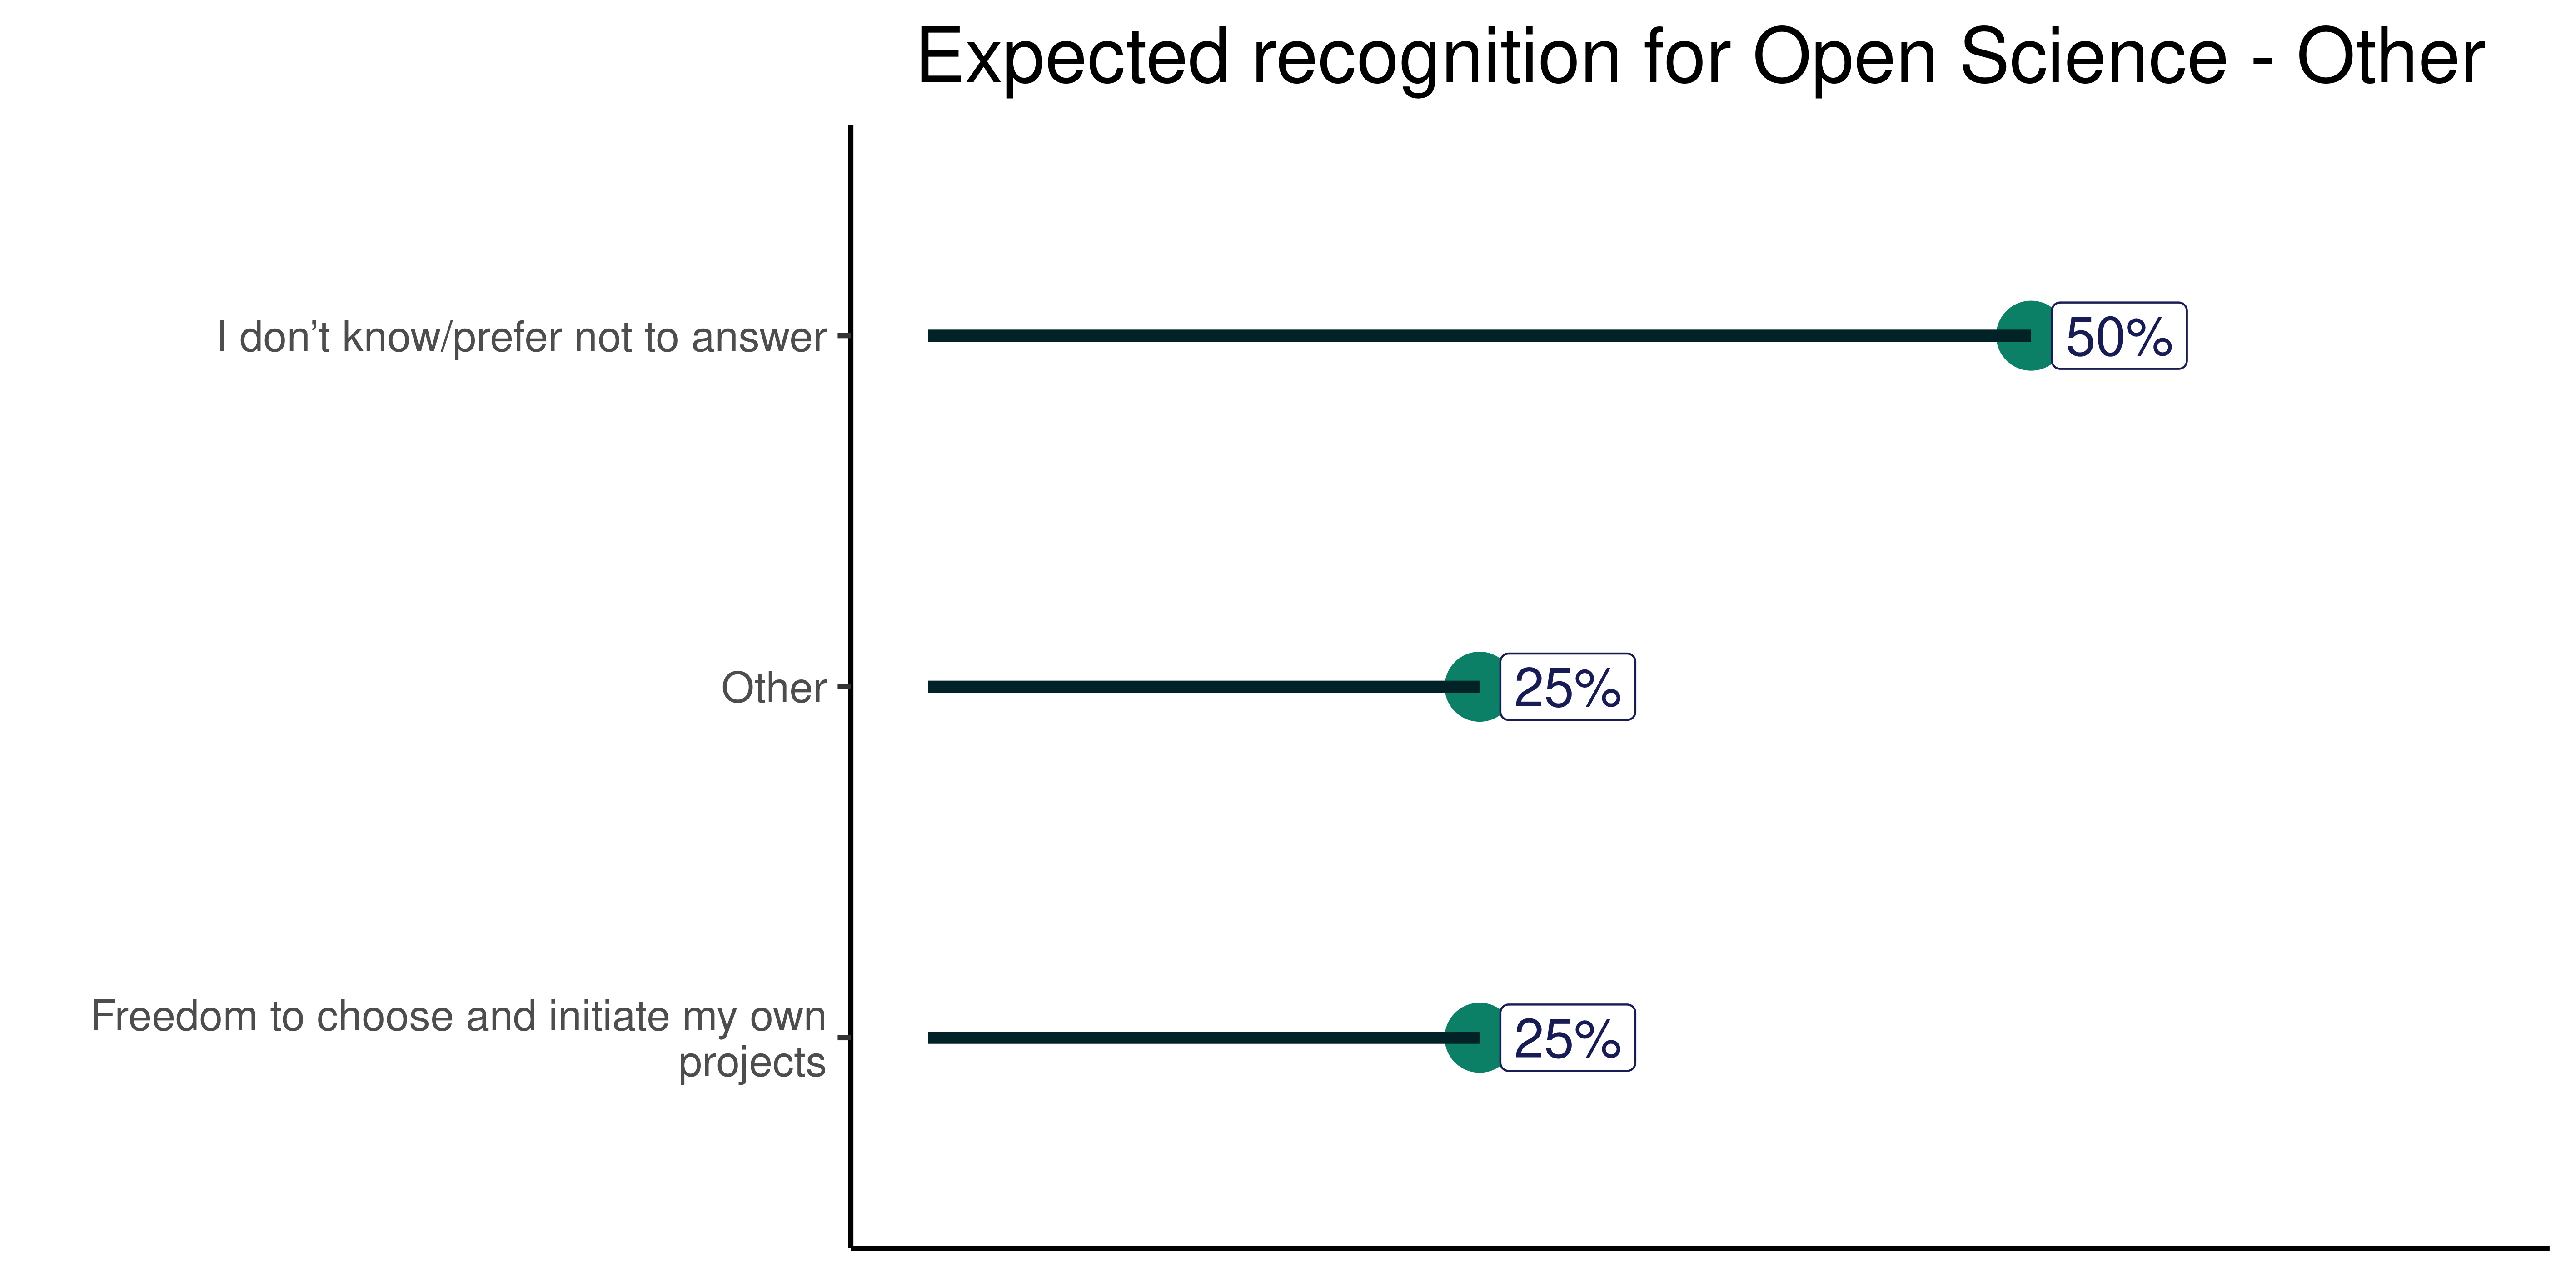 Expected recognition for Open Science - Other
I don’t know/prefer not to answer
50%
Other
25%
Freedom to choose and initiate my own
projects
25%